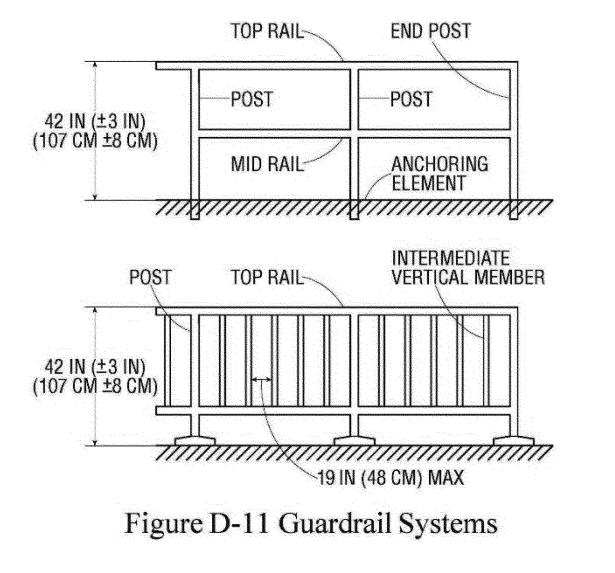 TOP RAIL
END POST
POST
POST
42 IN (±3 IN)
(107 CM ±8 CM)
MID RAIL
ANCHORING
ELEMENT
POST
TOP RAIL
INTERMEDIATE
VERTICAL MEMBER
42 IN (±3 IN)
(107 CM ±8 CM)
19 IN (48 CM) MAX
Figure D-11 Guardrail Systems